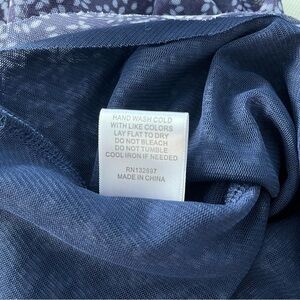 HAND WASH COLD
WITH LIKE COLORS
LAY FLAT TO DRY
DO NOT BLEACH
DO NOT TUMBLE
COOL IRON IF NEEDED
RN132697
MADE IN CHINA